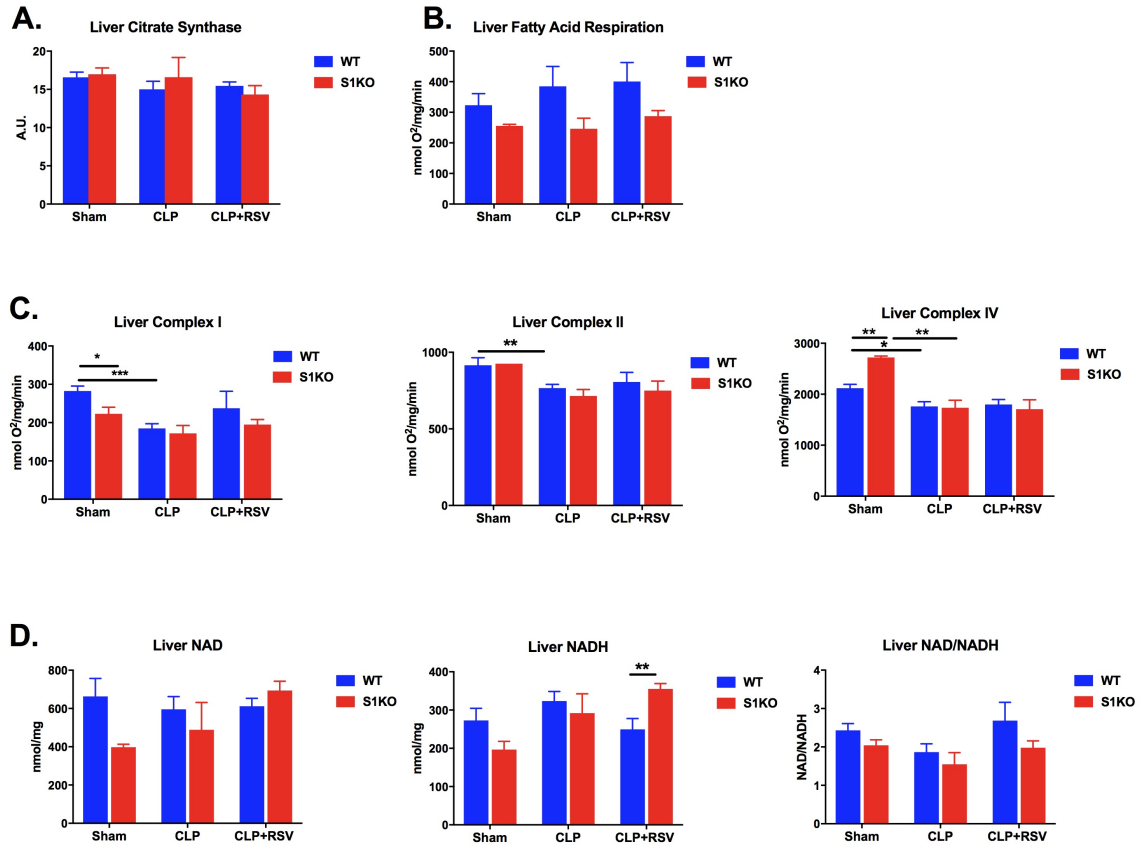 A.
Liver Citrate Synthase
20
15
10
5
0
A.U.
Sham
CLP
CLP+RSV
WT
S1KO
B.
Liver Fatty Acid Respiration
500
400
300
200
100
0
nmol O²/mg/min
Sham
CLP
CLP+RSV
WT
S1KO
C.
Liver Complex I
400
300
200
100
0
nmol O²/mg/min
*
***
Sham
CLP
CLP+RSV
WT
S1KO
Liver Complex II
1000
500
0
nmol O²/mg/min
**
Sham
CLP
CLP+RSV
WT
S1KO
Liver Complex IV
3000
2000
1000
0
nmol O²/mg/min
**
**
*
Sham
CLP
CLP+RSV
WT
S1KO
D.
Liver NAD
800
600
400
200
0
nmol/mg
Sham
CLP
CLP+RSV
WT
S1KO
Liver NADH
400
300
200
100
0
nmol/mg
**
Sham
CLP
CLP+RSV
WT
S1KO
Liver NAD/NADH
4
3
2
1
0
NAD/NADH
Sham
CLP
CLP+RSV
WT
S1KO